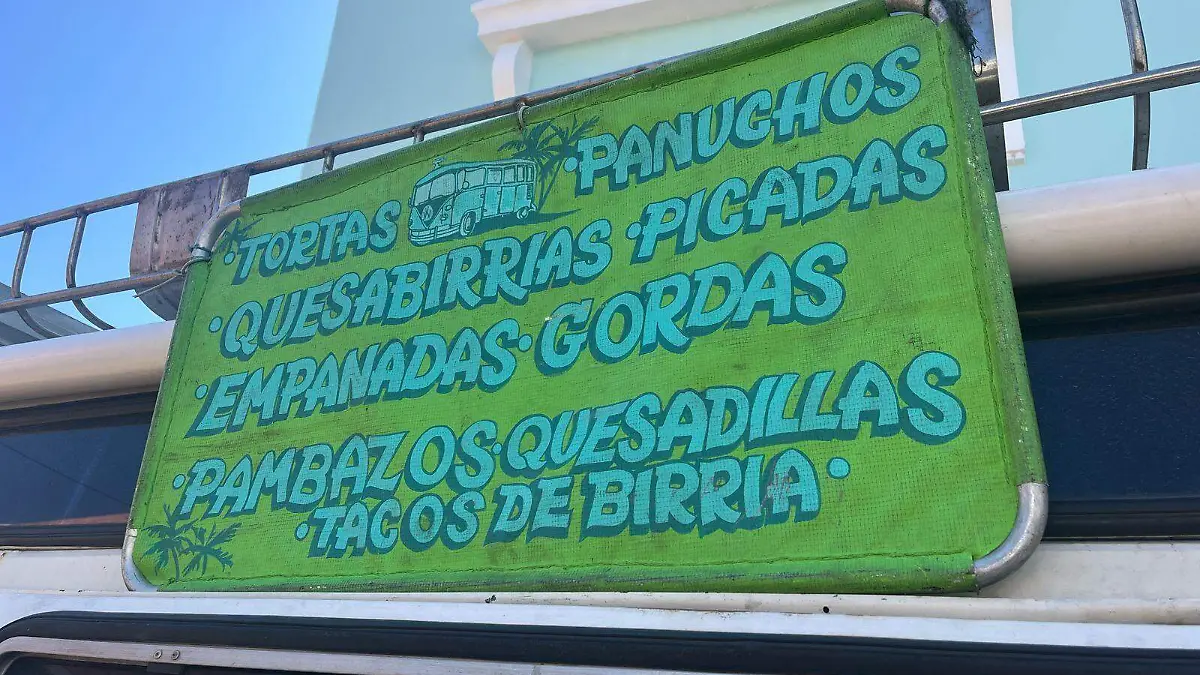 ·TORTAS ·PANUCHOS
·QUESABIRRIAS ·PICADAS
·EMPANADAS·GORDAS
·PAMBAZOS·QUESADILLAS
·TACOS DE BIRRIA·